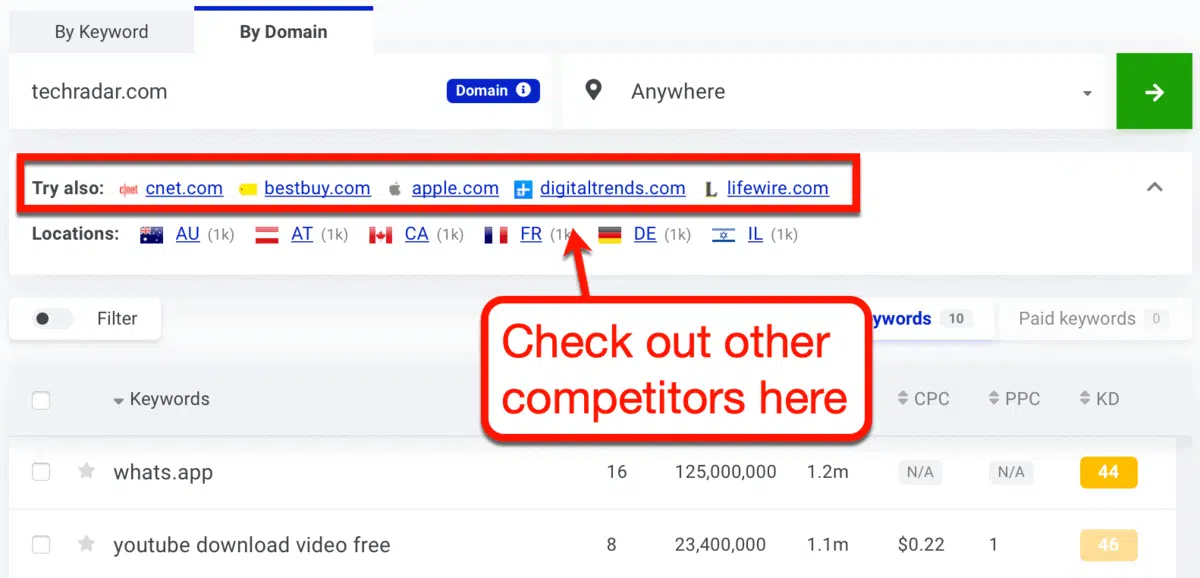 By Keyword By Domain
techradar.com Domain i Anywhere
Try also: cnet cnet.com bestbuy.com apple.com digitaltrends.com L lifewire.com
Locations: AU (1k) AT (1k) CA (1k) FR (1k DE (1k) IL (1k)
Filter ywords 10 Paid keywords 0
Check out other
competitors here
Keywords CPC PPC KD
whats.app 16 125,000,000 1.2m N/A N/A 44
youtube download video free 8 23,400,000 1.1m $0.22 1 46